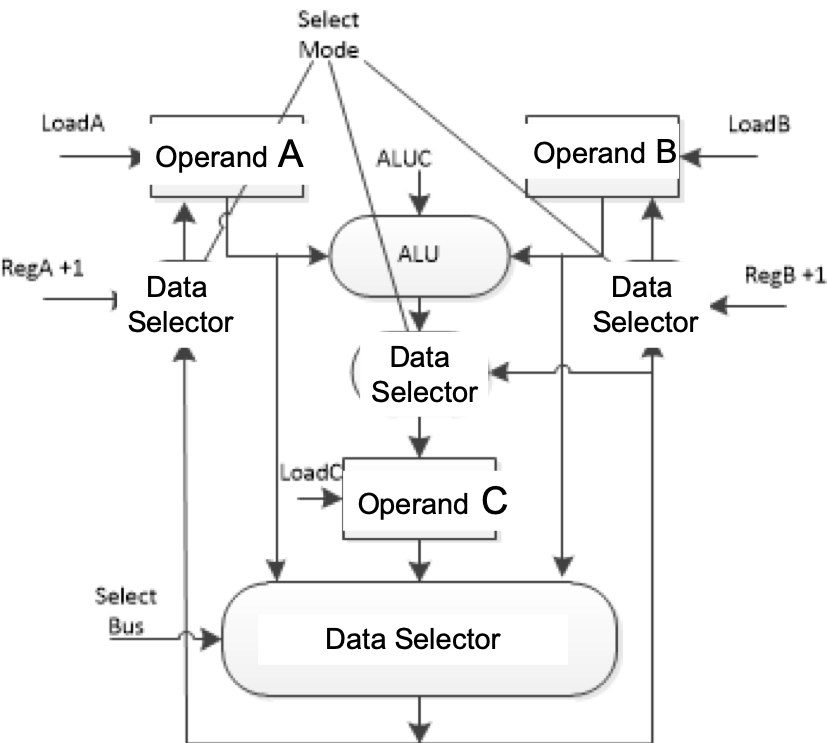 Select
Mode
LoadA
LoadB
Operand A
Operand B
ALUC
ALU
RegA +1
RegB +1
Data
Selector
Data
Selector
Data
Selector
LoadC
Operand C
Select
Bus
Data Selector